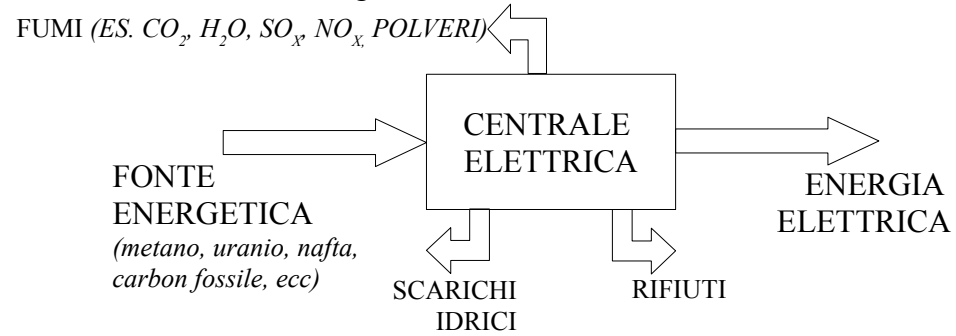 FUMI (ES. CO₂, H₂O, SOₓ, NOₓ, POLVERI)
CENTRALE
ELETTRICA
FONTE
ENERGETICA
(metano, uranio, nafta,
carbon fossile, ecc)
ENERGIA
ELETTRICA
SCARICHI
IDRICI
RIFIUTI